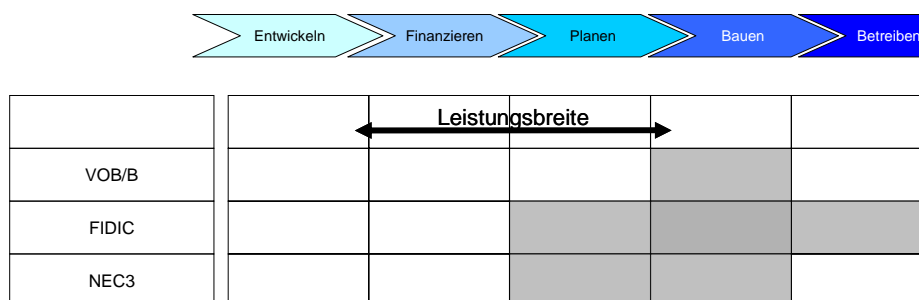 Entwickeln Finanzieren Planen Bauen Betreiben
Leistungsbreite
VOB/B
FIDIC
NEC3